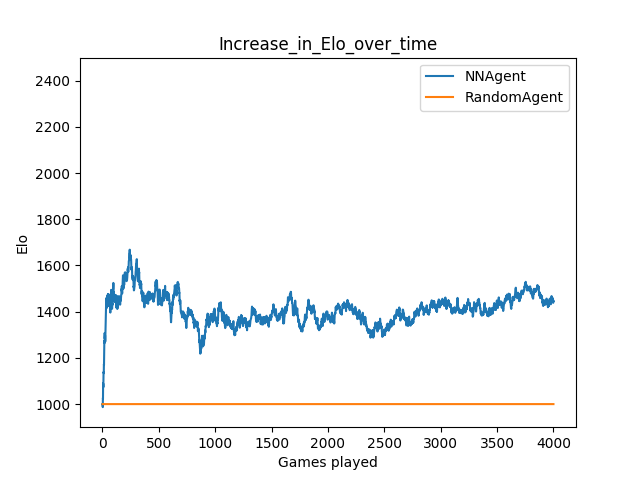 Increase_in_Elo_over_time
NNAgent
RandomAgent
2400
2200
2000
1800
1600
1400
1200
1000
Elo
0 500 1000 1500 2000 2500 3000 3500 4000
Games played